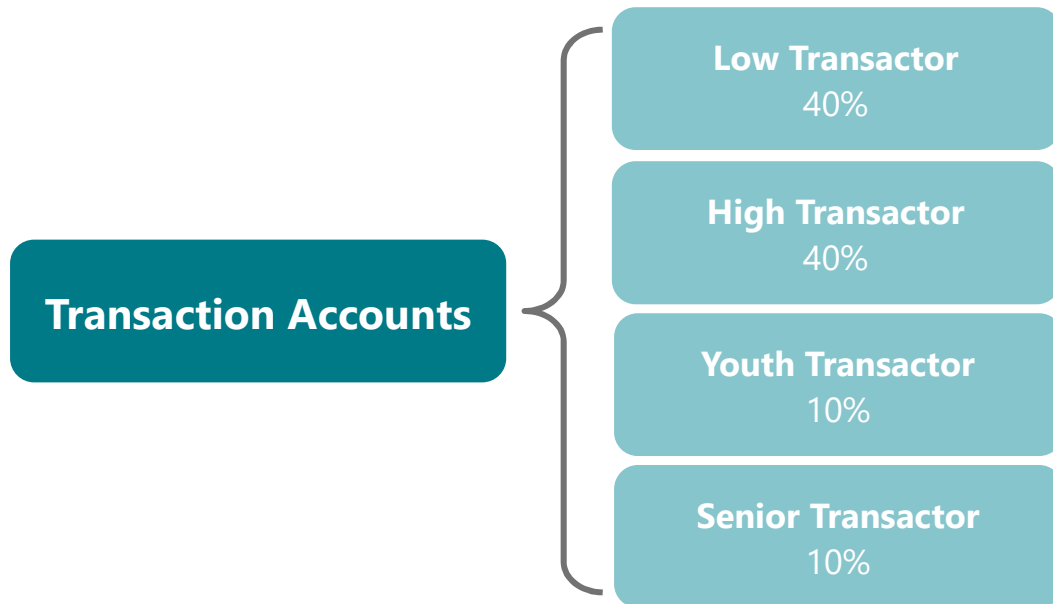 Low Transactor
40%
High Transactor
40%
Transaction Accounts
Youth Transactor
10%
Senior Transactor
10%